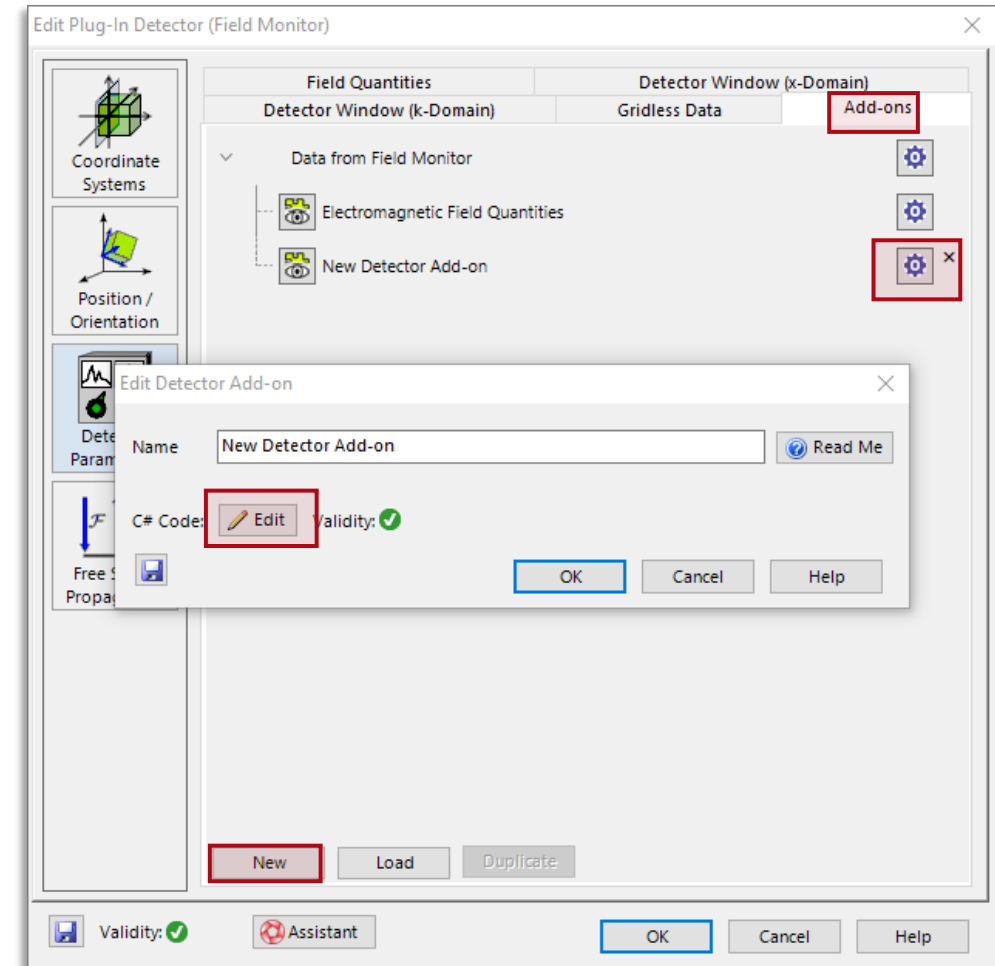 Edit Plug-In Detector (Field Monitor)
Field Quantities
Detector Window (x-Domain)
Detector Window (k-Domain)
Gridless Data
Add-ons
Coordinate
Systems
Position /
Orientation
Data from Field Monitor
Electromagnetic Field Quantities
New Detector Add-on
Edit Detector Add-on
Name
New Detector Add-on
Read Me
C# Code:
Edit
Validity:
OK
Cancel
Help
New
Load
Duplicate
Validity:
Assistant
OK
Cancel
Help